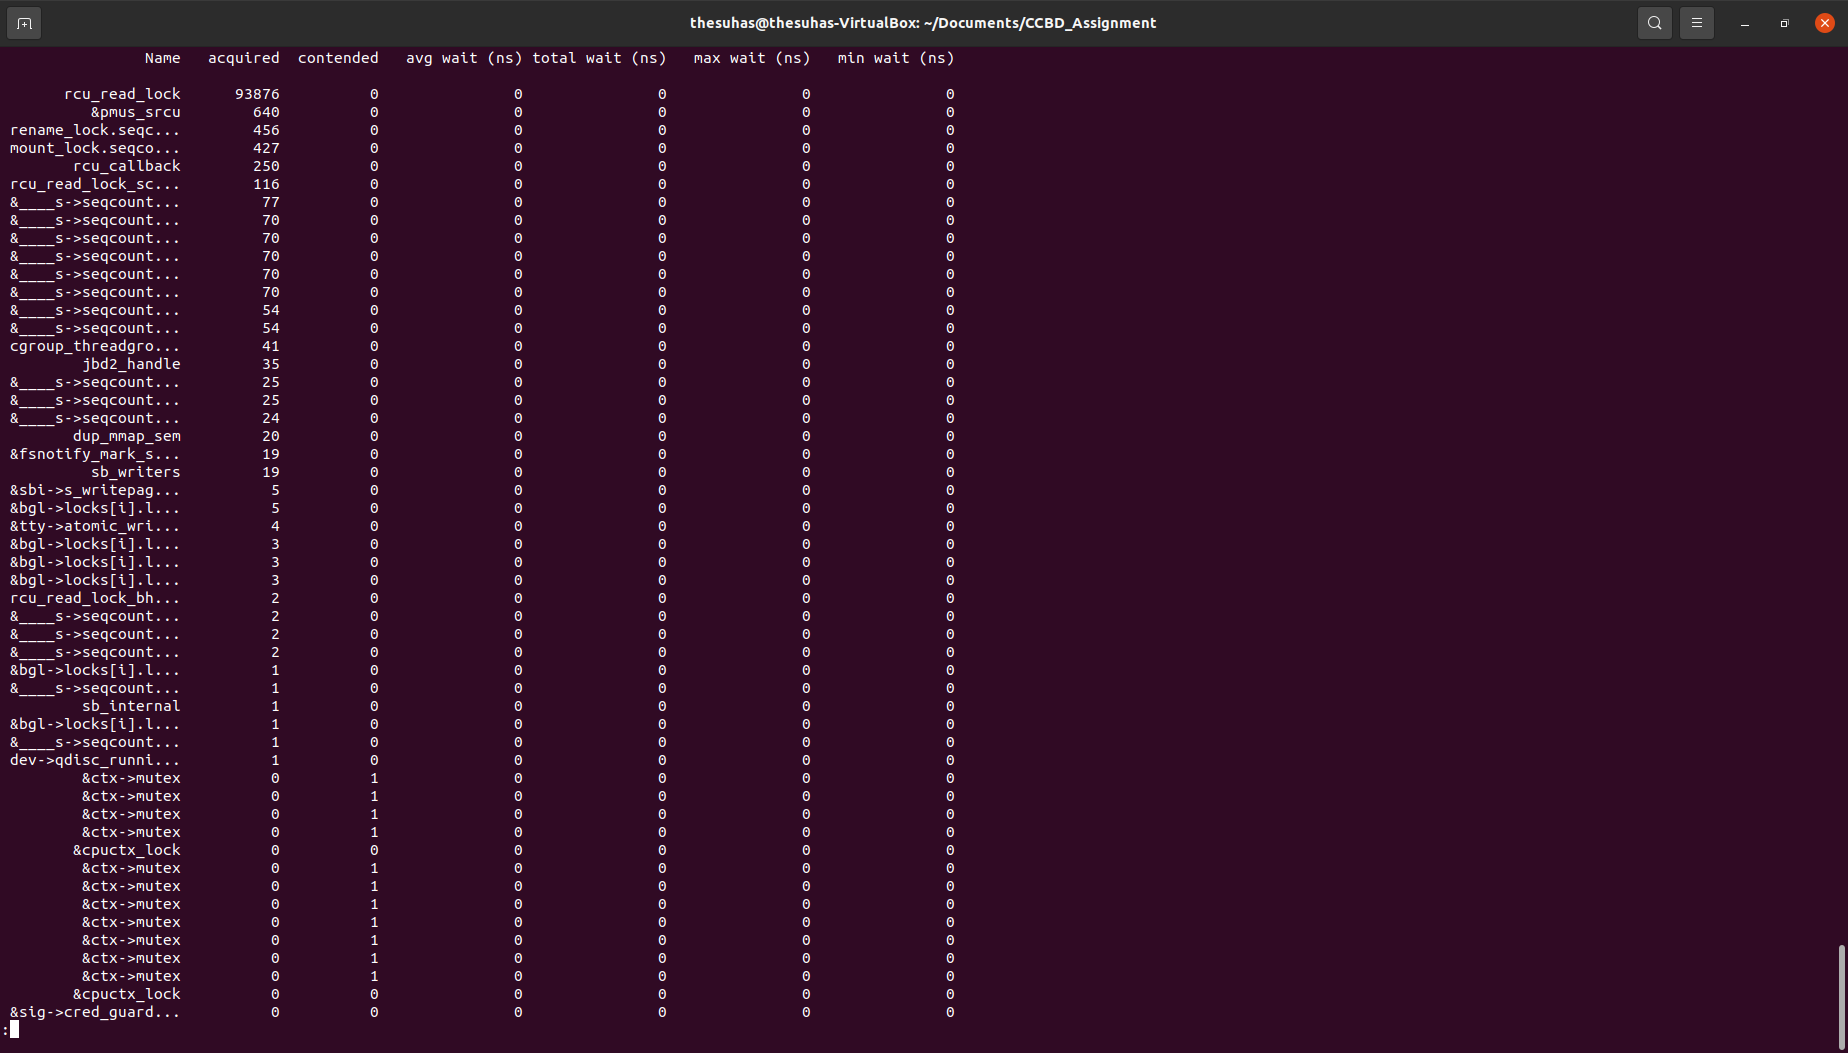 thesuhas@thesuhas-VirtualBox: ~/Documents/CCBD_Assignment
Name acquired contended avg wait (ns) total wait (ns) max wait (ns) min wait (ns)
rcu_read_lock 93876 0 0 0 0 0
&pmus_srcu 640 0 0 0 0 0
rename_lock.seqc... 456 0 0 0 0 0
mount_lock.seqco... 427 0 0 0 0 0
rcu_callback 250 0 0 0 0 0
rcu_read_lock_sc... 116 0 0 0 0 0
&____s->seqcount... 77 0 0 0 0 0
&____s->seqcount... 70 0 0 0 0 0
&____s->seqcount... 70 0 0 0 0 0
&____s->seqcount... 70 0 0 0 0 0
&____s->seqcount... 70 0 0 0 0 0
&____s->seqcount... 70 0 0 0 0 0
&____s->seqcount... 54 0 0 0 0 0
&____s->seqcount... 54 0 0 0 0 0
cgroup_threadgro... 41 0 0 0 0 0
jbd2_handle 35 0 0 0 0 0
&____s->seqcount... 25 0 0 0 0 0
&____s->seqcount... 25 0 0 0 0 0
&____s->seqcount... 24 0 0 0 0 0
dup_mmap_sem 20 0 0 0 0 0
&fsnotify_mark_s... 19 0 0 0 0 0
sb_writers 19 0 0 0 0 0
&sbi->s_writepag... 5 0 0 0 0 0
&bgl->locks[i].l... 5 0 0 0 0 0
&tty->atomic_wri... 4 0 0 0 0 0
&bgl->locks[i].l... 3 0 0 0 0 0
&bgl->locks[i].l... 3 0 0 0 0 0
&bgl->locks[i].l... 3 0 0 0 0 0
rcu_read_lock_bh... 2 0 0 0 0 0
&____s->seqcount... 2 0 0 0 0 0
&____s->seqcount... 2 0 0 0 0 0
&____s->seqcount... 2 0 0 0 0 0
&bgl->locks[i].l... 1 0 0 0 0 0
&____s->seqcount... 1 0 0 0 0 0
sb_internal 1 0 0 0 0 0
&bgl->locks[i].l... 1 0 0 0 0 0
&____s->seqcount... 1 0 0 0 0 0
dev->qdisc_runni... 1 0 0 0 0 0
&ctx->mutex 0 1 0 0 0 0
&ctx->mutex 0 1 0 0 0 0
&ctx->mutex 0 1 0 0 0 0
&ctx->mutex 0 1 0 0 0 0
&cpuctx_lock 0 0 0 0 0 0
&ctx->mutex 0 1 0 0 0 0
&ctx->mutex 0 1 0 0 0 0
&ctx->mutex 0 1 0 0 0 0
&ctx->mutex 0 1 0 0 0 0
&ctx->mutex 0 1 0 0 0 0
&ctx->mutex 0 1 0 0 0 0
&ctx->mutex 0 1 0 0 0 0
&cpuctx_lock 0 0 0 0 0 0
&sig->cred_guard... 0 0 0 0 0 0
: